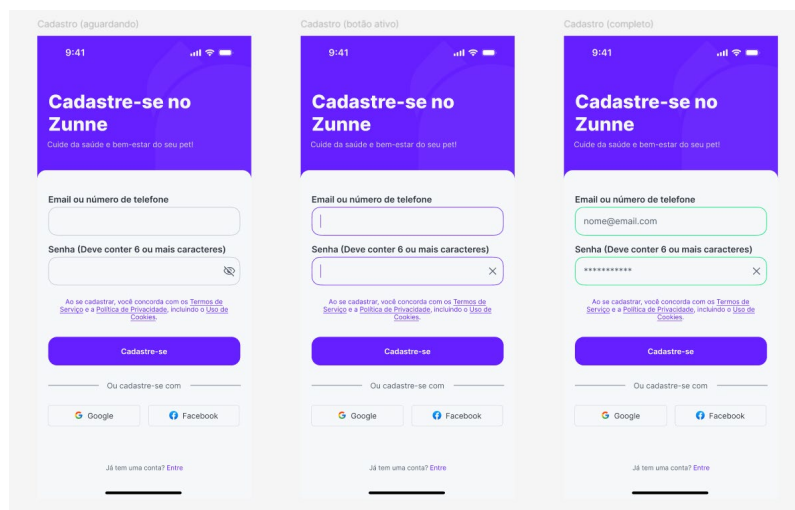 Cadastro (aguardando)
9:41
Cadastre-se no
Zunne
Cuide da saúde e bem-estar do seu pet!
Email ou número de telefone
Senha (Deve conter 6 ou mais caracteres)
Ao se cadastrar, você concorda com os Termos de
Serviço e a Política de Privacidade, incluindo o Uso de
Cookies.
Cadastre-se
Ou cadastre-se com
Google
Facebook
Já tem uma conta? Entre
Cadastro (botão ativo)
9:41
Cadastre-se no
Zunne
Cuide da saúde e bem-estar do seu pet!
Email ou número de telefone
Senha (Deve conter 6 ou mais caracteres)
Ao se cadastrar, você concorda com os Termos de
Serviço e a Política de Privacidade, incluindo o Uso de
Cookies.
Cadastre-se
Ou cadastre-se com
Google
Facebook
Já tem uma conta? Entre
Cadastro (completo)
9:41
Cadastre-se no
Zunne
Cuide da saúde e bem-estar do seu pet!
Email ou número de telefone
nome@email.com
Senha (Deve conter 6 ou mais caracteres)
***********
Ao se cadastrar, você concorda com os Termos de
Serviço e a Política de Privacidade, incluindo o Uso de
Cookies.
Cadastre-se
Ou cadastre-se com
Google
Facebook
Já tem uma conta? Entre